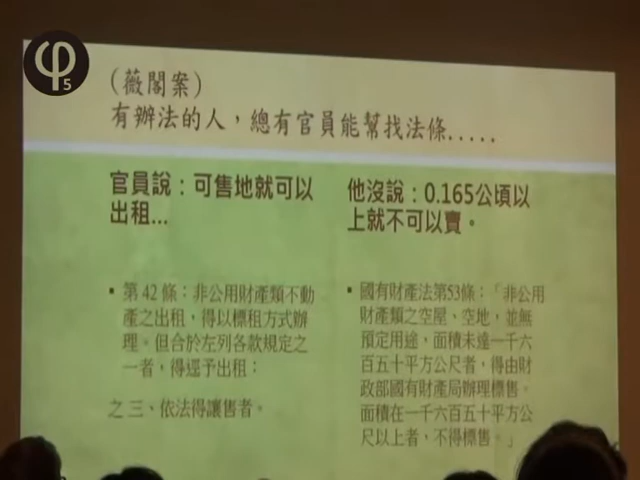 φ5
（薇閣案）
有辦法的人，總有官員能幫找法條.....
官員說：可售地就可以
出租...
▪ 第 42 條：非公用財產類不動
產之出租，得以標租方式辦
理。但合於左列各款規定之
一者，得逕予出租：
之三、依法得讓售者。
他沒說：0.165公頃以
上就不可以賣。
▪ 國有財產法第53條：「非公用
財產類之空屋、空地，並無
預定用途，面積未達一千六
百五十平方公尺者，得由財
政部國有財產局辦理標售。
面積在一千六百五十平方公
尺以上者，不得標售。」